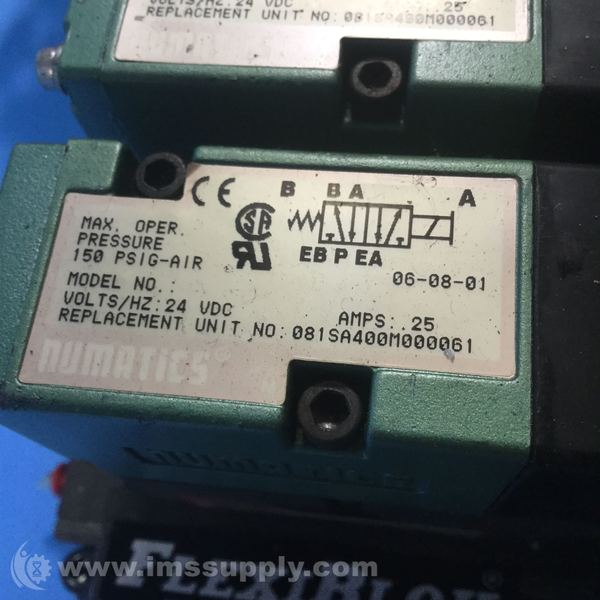 VOLTS/HZ:24 VDC .25
REPLACEMENT UNIT NO:081SA400M000061
CE B B A A
SA
MAX. OPER.
PRESSURE
150 PSIG-AIR
EB P EA
MODEL NO.: 06-08-01
VOLTS/HZ:24 VDC AMPS: .25
REPLACEMENT UNIT NO:081SA400M000061
NUMATICS®
FLEXIBLOK
www.imssupply.com